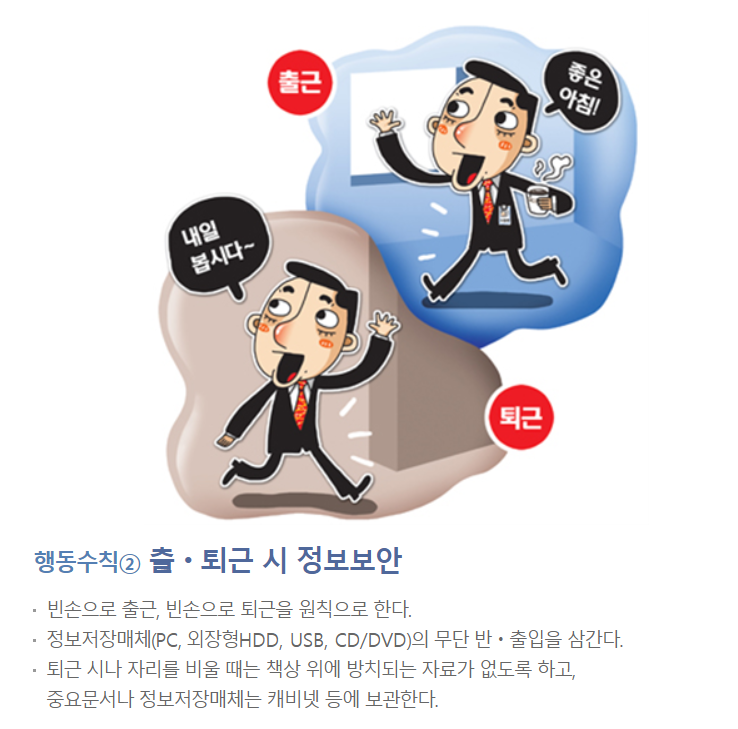 출근
좋은
아침!
내일
봅시다~
퇴근
행동수칙② 출·퇴근 시 정보보안
· 빈손으로 출근, 빈손으로 퇴근을 원칙으로 한다.
· 정보저장매체(PC, 외장형HDD, USB, CD/DVD)의 무단 반·출입을 삼간다.
· 퇴근 시나 자리를 비울 때는 책상 위에 방치되는 자료가 없도록 하고,
중요문서나 정보저장매체는 캐비넷 등에 보관한다.